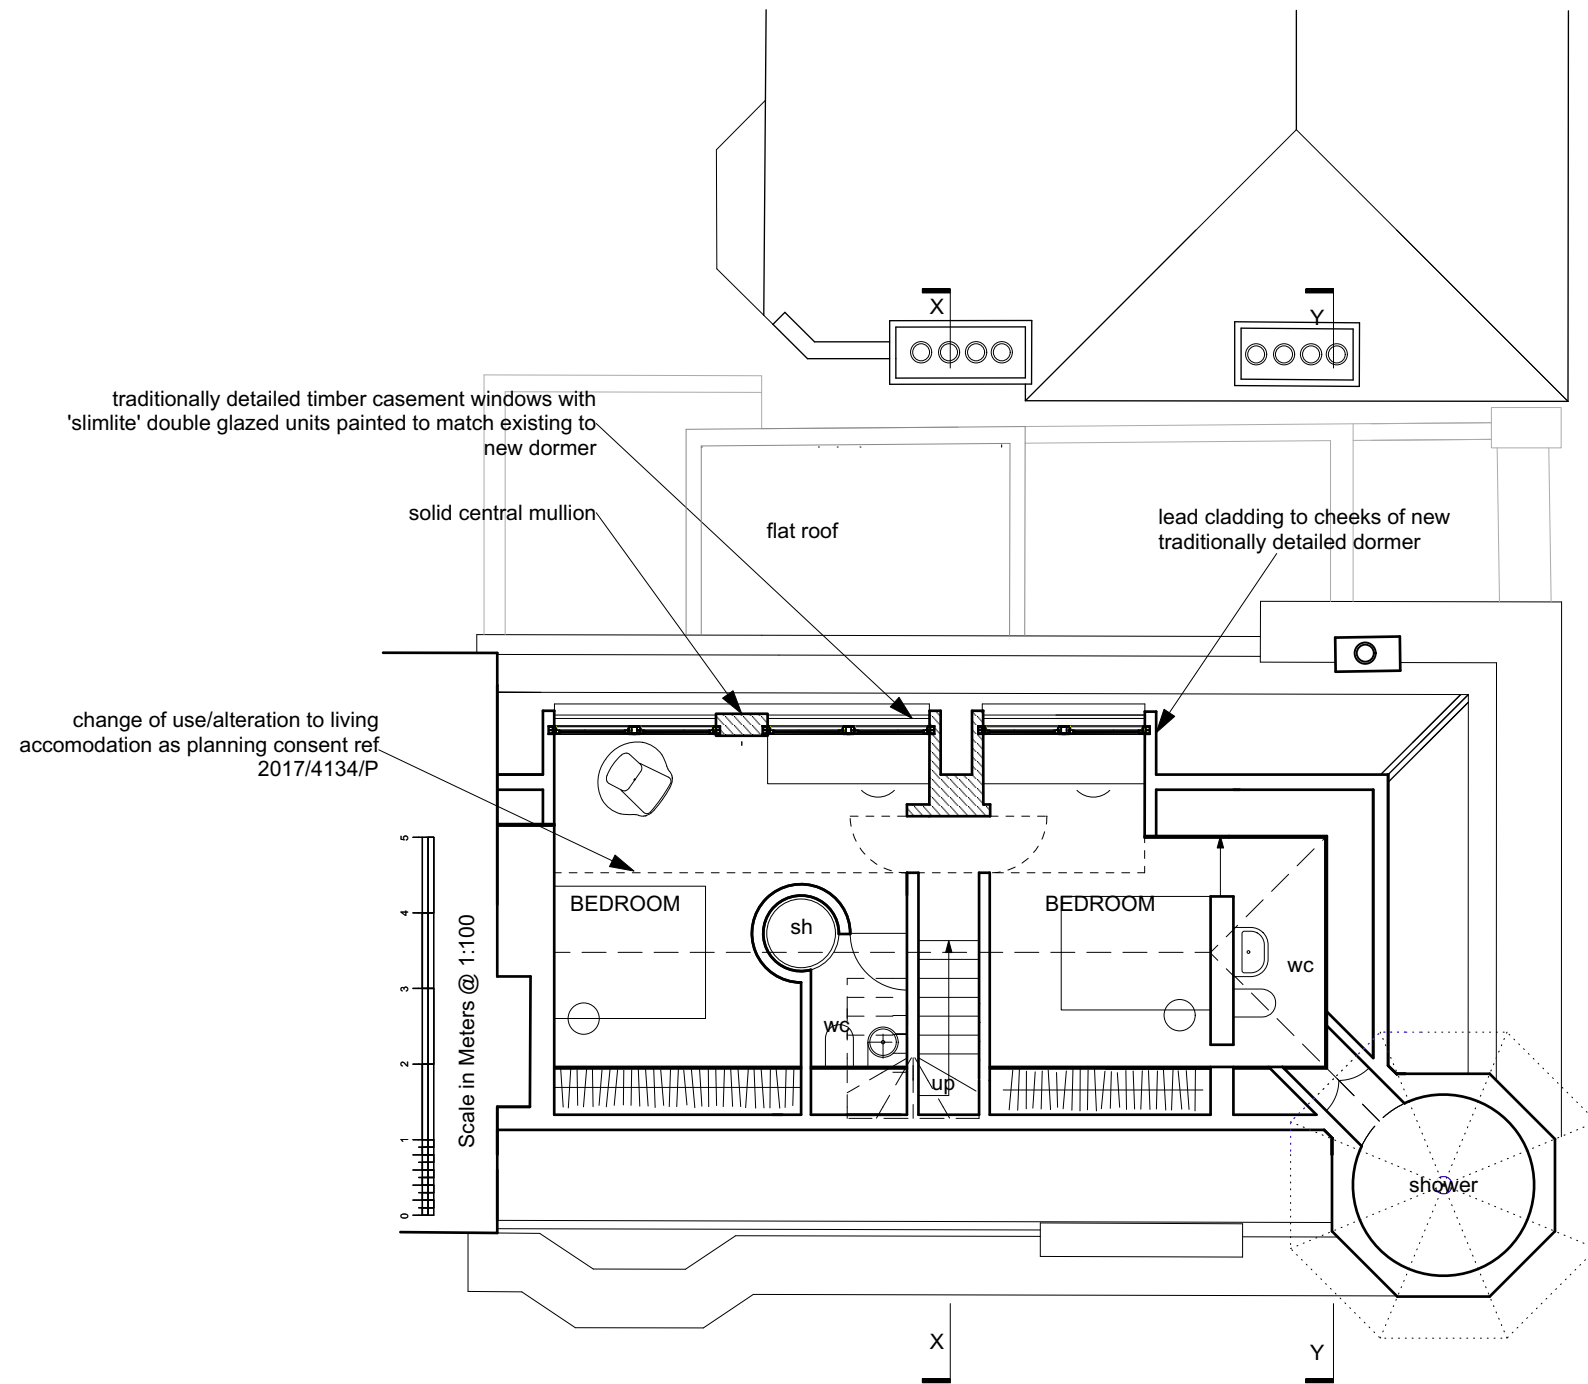 X
Y
traditionally detailed timber casement windows with
'slimlite' double glazed units painted to match existing to
new dormer
solid central mullion
flat roof
lead cladding to cheeks of new
traditionally detailed dormer
change of use/alteration to living
accomodation as planning consent ref
2017/4134/P
5
4
3
2
1
0
Scale in Meters @ 1:100
BEDROOM
sh
BEDROOM
wc
wc
up
shower
X
Y